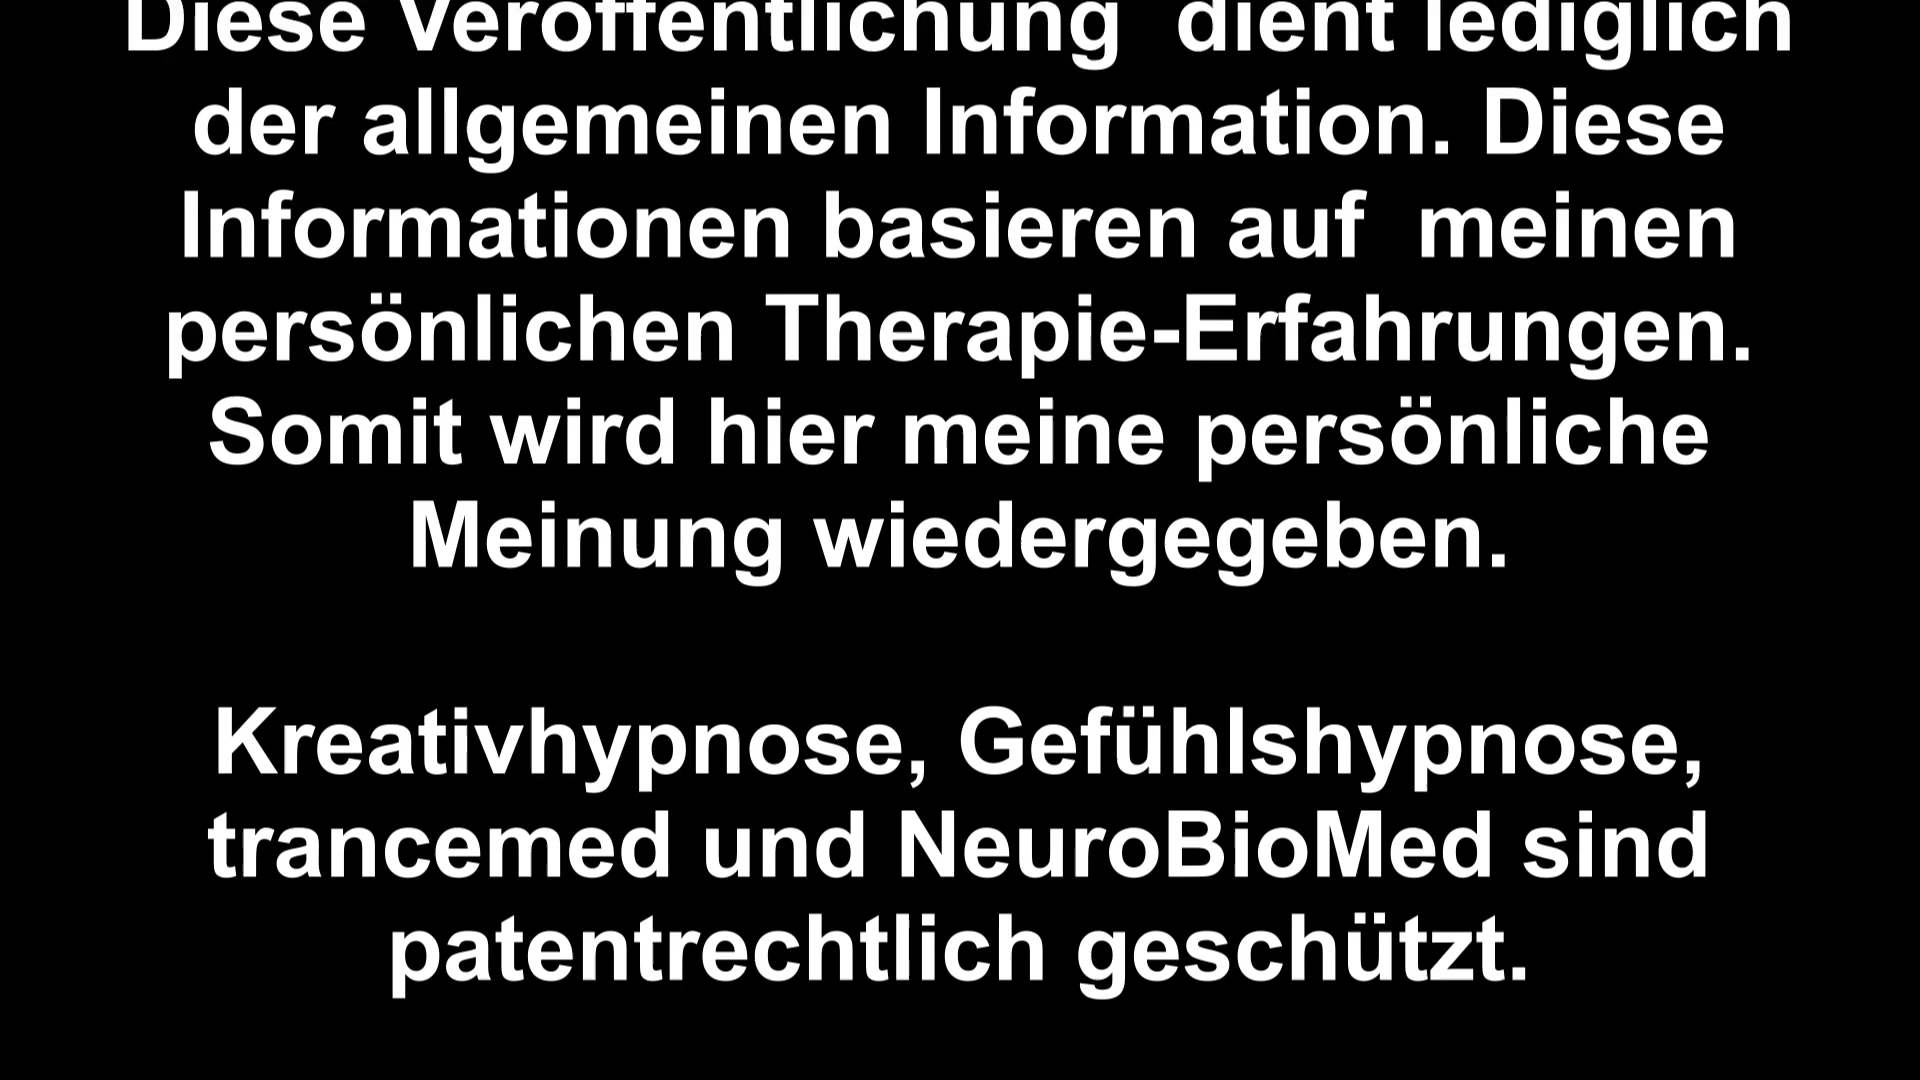 Diese Veröffentlichung  dient lediglich
der allgemeinen Information. Diese
Informationen basieren auf  meinen
persönlichen Therapie-Erfahrungen.
Somit wird hier meine persönliche
Meinung wiedergegeben.
Kreativhypnose, Gefühlshypnose,
trancemed und NeuroBioMed sind
patentrechtlich geschützt.